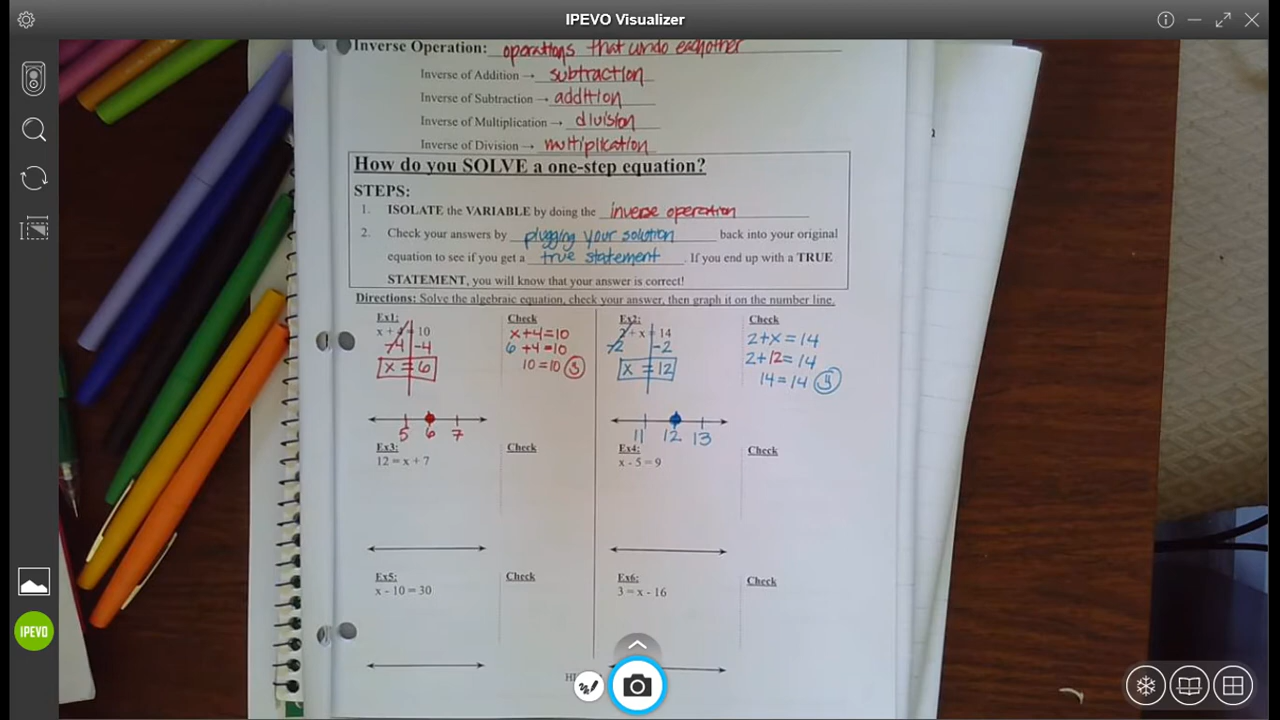 IPEVO Visualizer
Inverse Operation: operations that undo eachother
Inverse of Addition → subtraction
Inverse of Subtraction → addition
Inverse of Multiplication → division
Inverse of Division → multiplication
How do you SOLVE a one-step equation?
STEPS:
1. ISOLATE the VARIABLE by doing the inverse operation
2. Check your answers by plugging your solution back into your original
equation to see if you get a true statement. If you end up with a TRUE
STATEMENT, you will know that your answer is correct!
Directions: Solve the algebraic equation, check your answer, then graph it on the number line.
Ex1:
x + 4 = 10
-4 -4
x = 6
5 6 7
Check
x+4=10
6+4=10
10=10
Ex2:
2 + x = 14
-2 -2
x = 12
11 12 13
Check
2+x=14
2+12=14
14=14
Ex3:
12 = x + 7
Check
Ex4:
x - 5 = 9
Check
Ex5:
x - 10 = 30
Check
Ex6:
3 = x - 16
Check
IPEVO